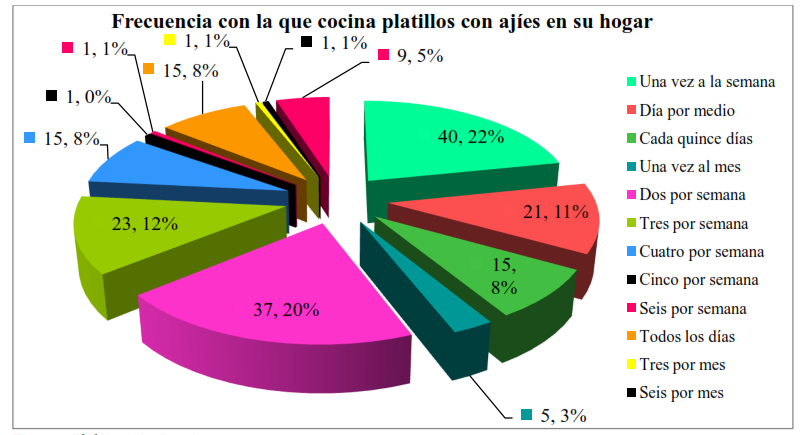 Frecuencia con la que cocina platillos con ajíes en su hogar
1, 1%
1, 1%
1, 1%
9, 5%
15, 8%
1, 0%
15, 8%
40, 22%
21, 11%
23, 12%
15,
8%
37, 20%
5, 3%
Una vez a la semana
Día por medio
Cada quince días
Una vez al mes
Dos por semana
Tres por semana
Cuatro por semana
Cinco por semana
Seis por semana
Todos los días
Tres por mes
Seis por mes